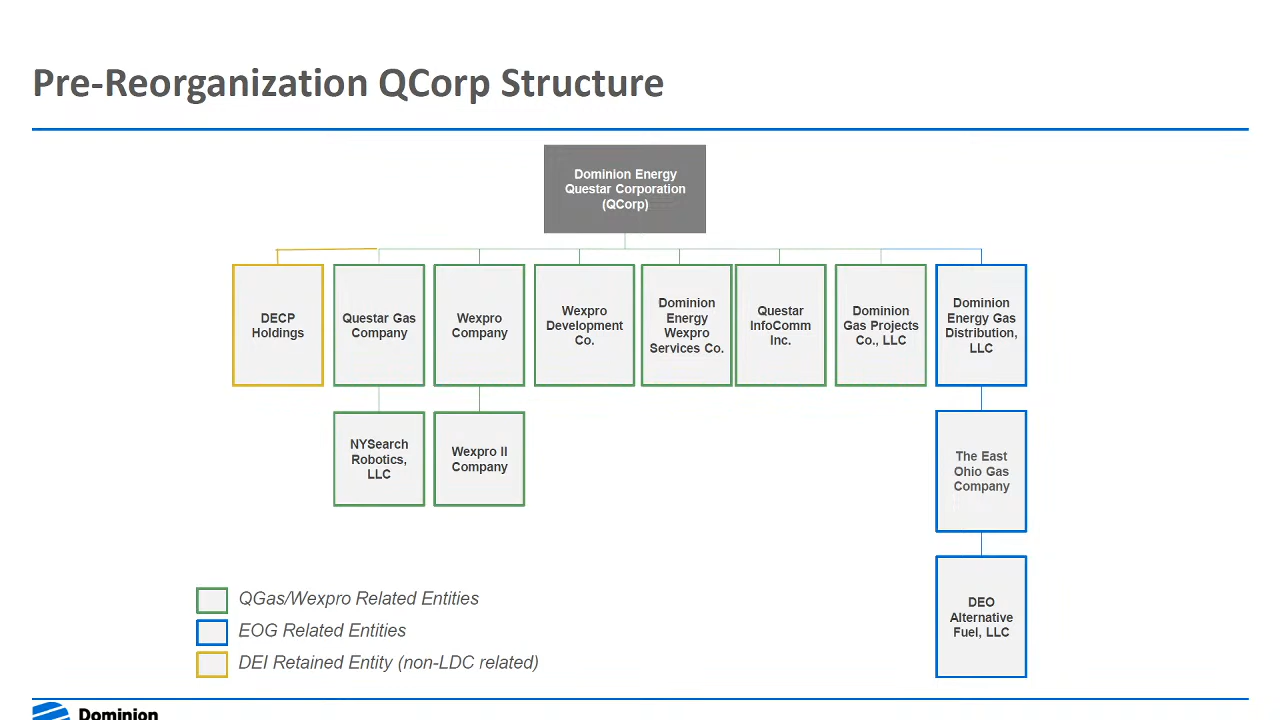 Pre-Reorganization QCorp Structure
Dominion Energy
Questar Corporation
(QCorp)
DECP
Holdings
Questar Gas
Company
Wexpro
Company
Wexpro
Development
Co.
Dominion
Energy
Wexpro
Services Co.
Questar
InfoComm
Inc.
Dominion
Gas Projects
Co., LLC
Dominion
Energy Gas
Distribution,
LLC
NYSearch
Robotics,
LLC
Wexpro II
Company
The East
Ohio Gas
Company
DEO
Alternative
Fuel, LLC
QGas/Wexpro Related Entities
EOG Related Entities
DEI Retained Entity (non-LDC related)
Dominion